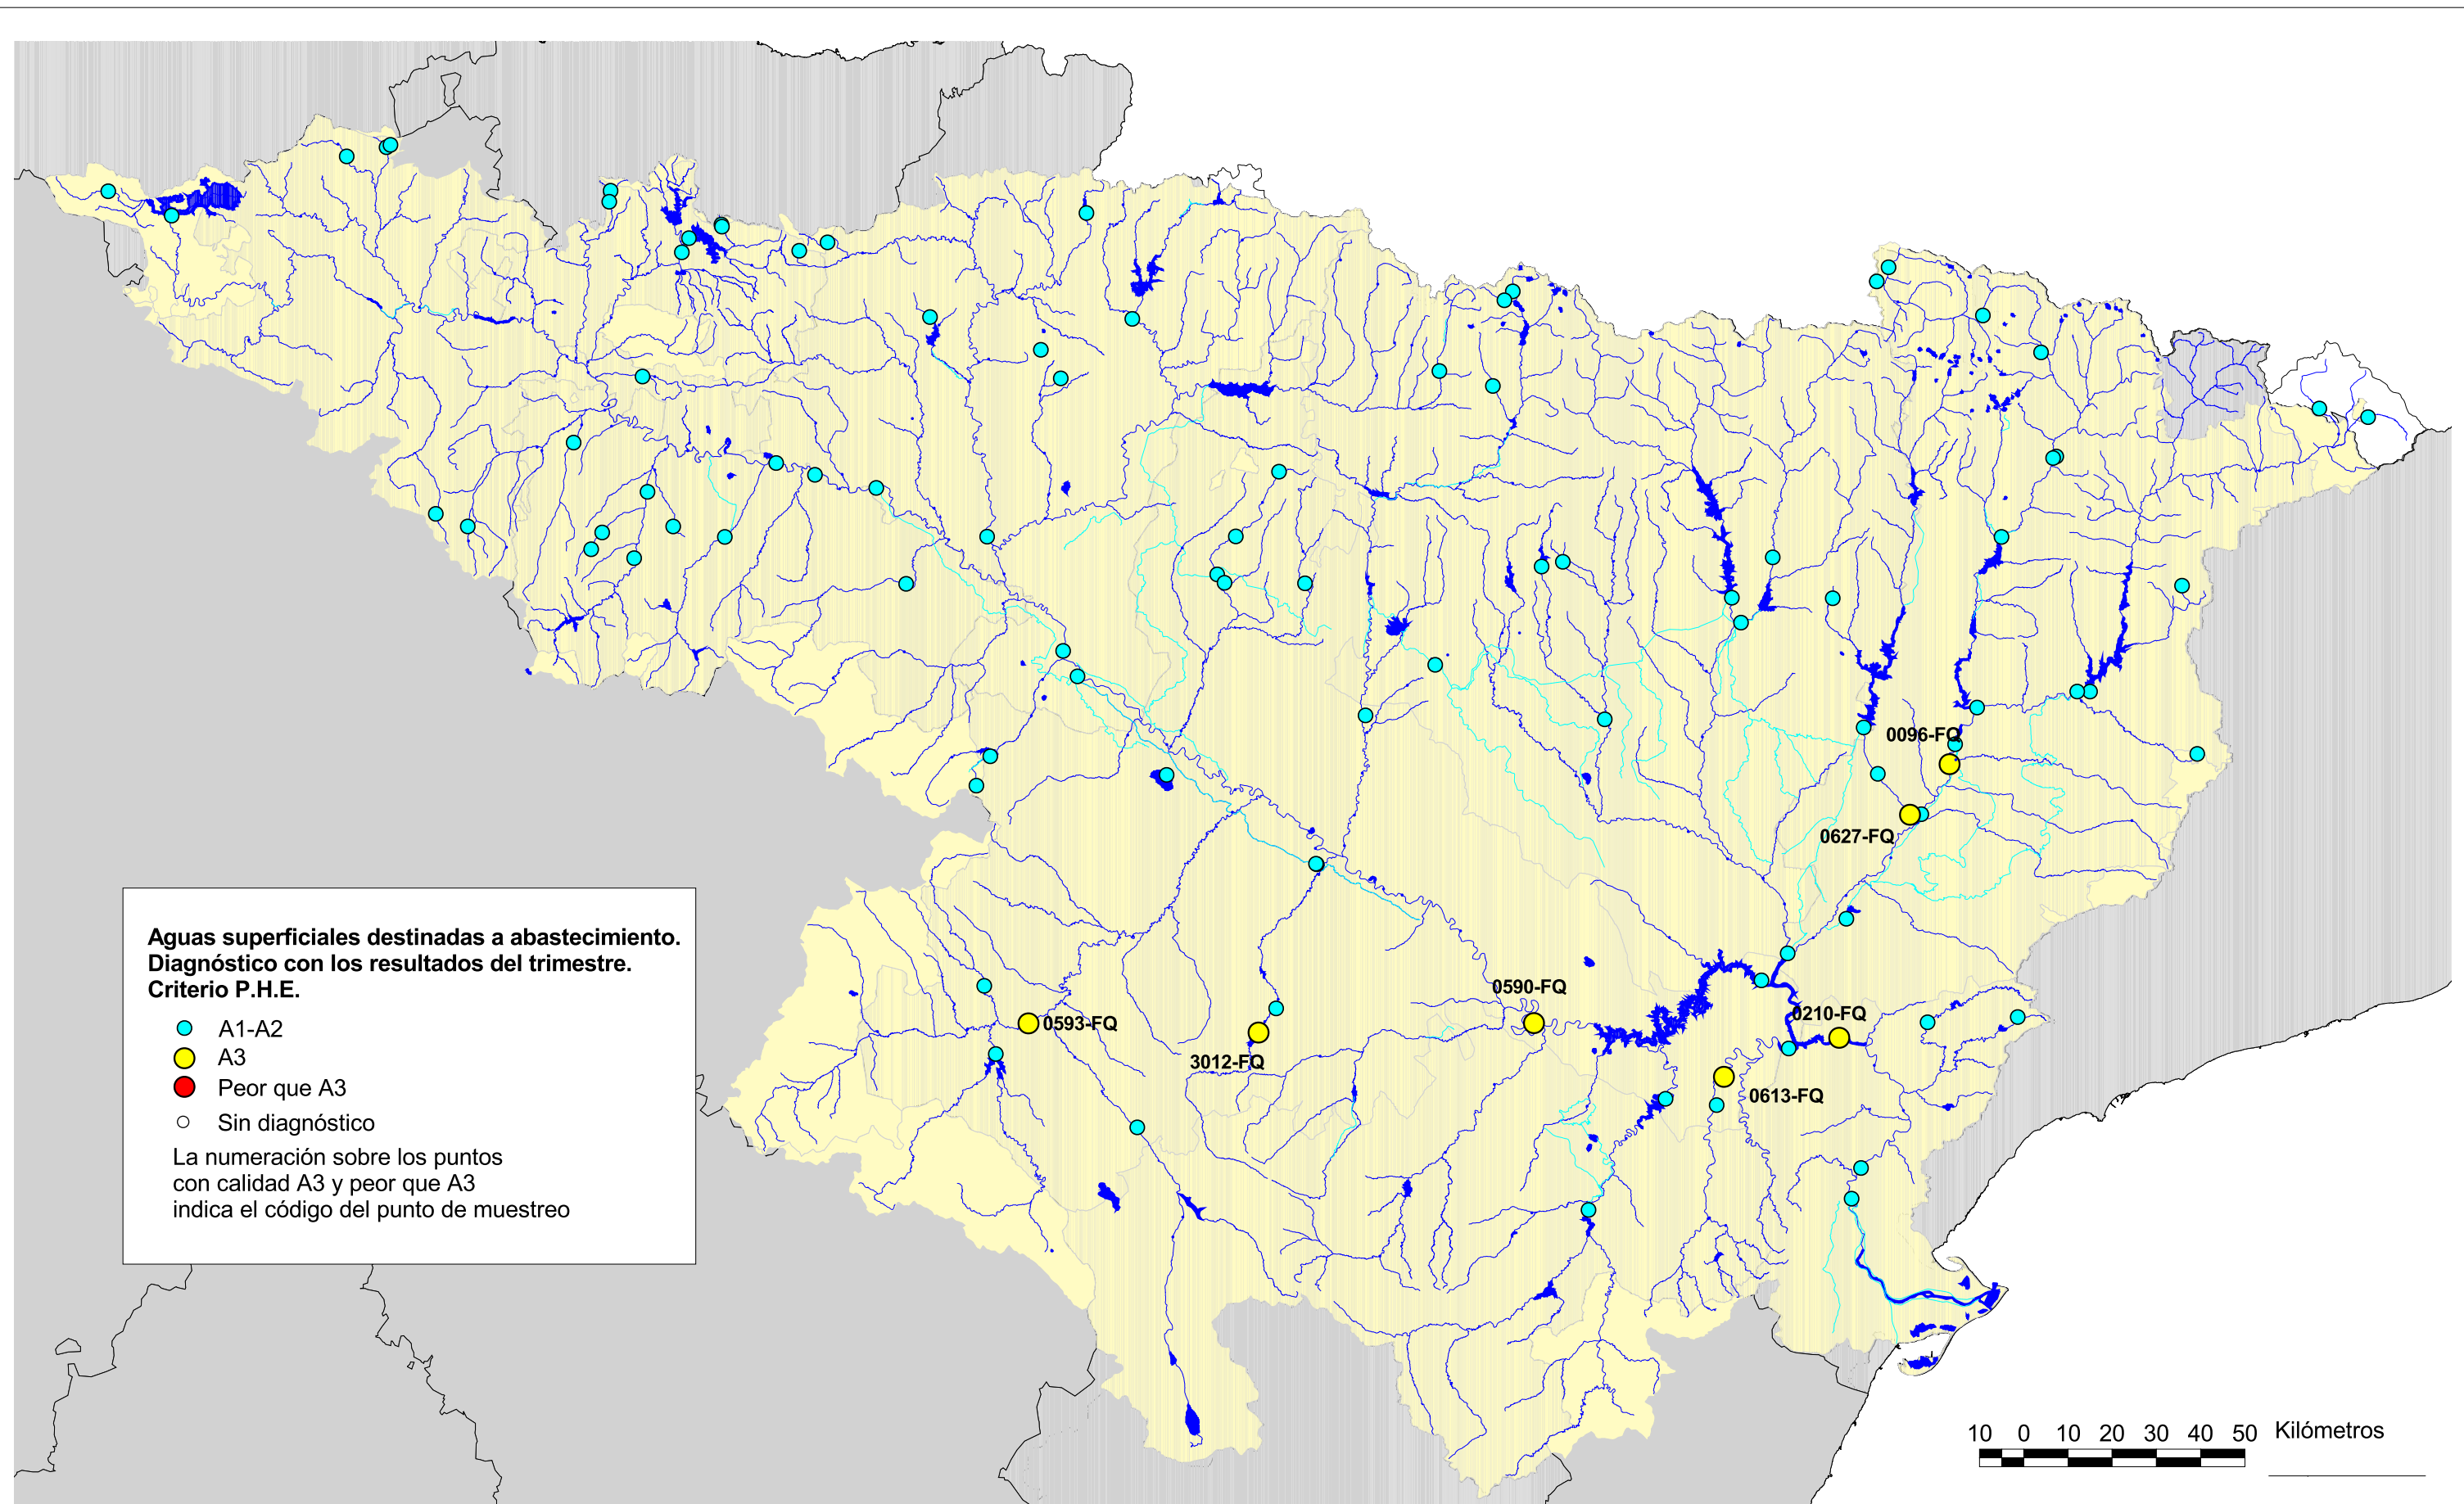 0096-FQ
0627-FQ
Aguas superficiales destinadas a abastecimiento.
Diagnóstico con los resultados del trimestre.
Criterio P.H.E.
A1-A2
A3
Peor que A3
Sin diagnóstico
La numeración sobre los puntos
con calidad A3 y peor que A3
indica el código del punto de muestreo
0590-FQ
0210-FQ
0593-FQ
3012-FQ
0613-FQ
10 0 10 20 30 40 50 Kilómetros